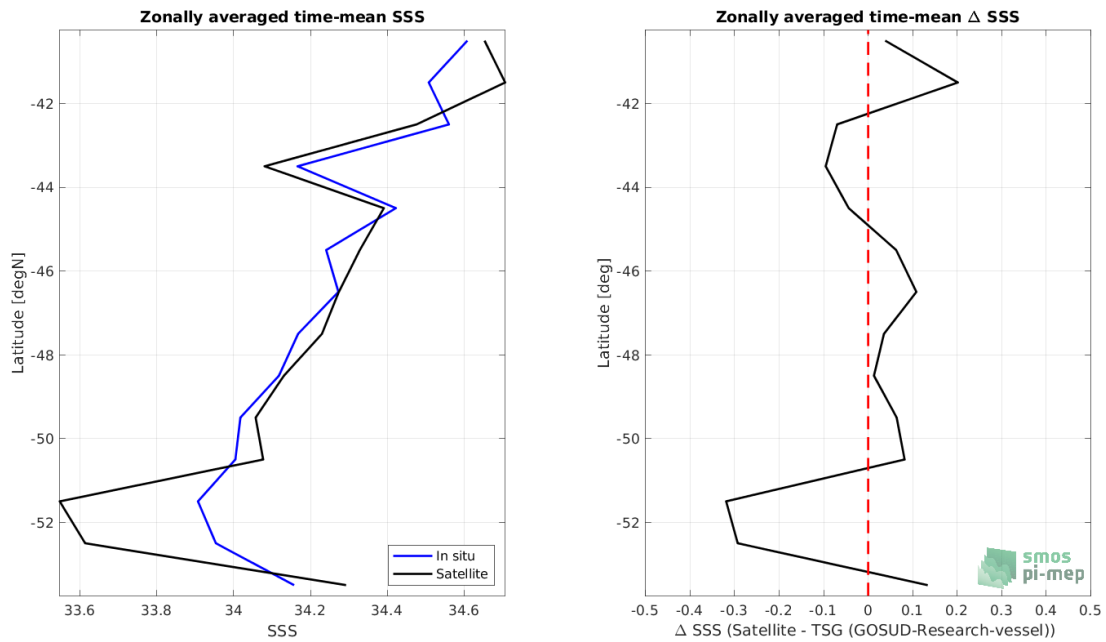 Zonally averaged time-mean SSS
Latitude [degN]
-42
-44
-46
-48
-50
-52
33.6 33.8 34 34.2 34.4 34.6
SSS
In situ
Satellite
Zonally averaged time-mean Δ SSS
Latitude [deg]
-42
-44
-46
-48
-50
-52
-0.5 -0.4 -0.3 -0.2 -0.1 0 0.1 0.2 0.3 0.4 0.5
Δ SSS (Satellite - TSG (GOSUD-Research-vessel))
smos
pi-mep